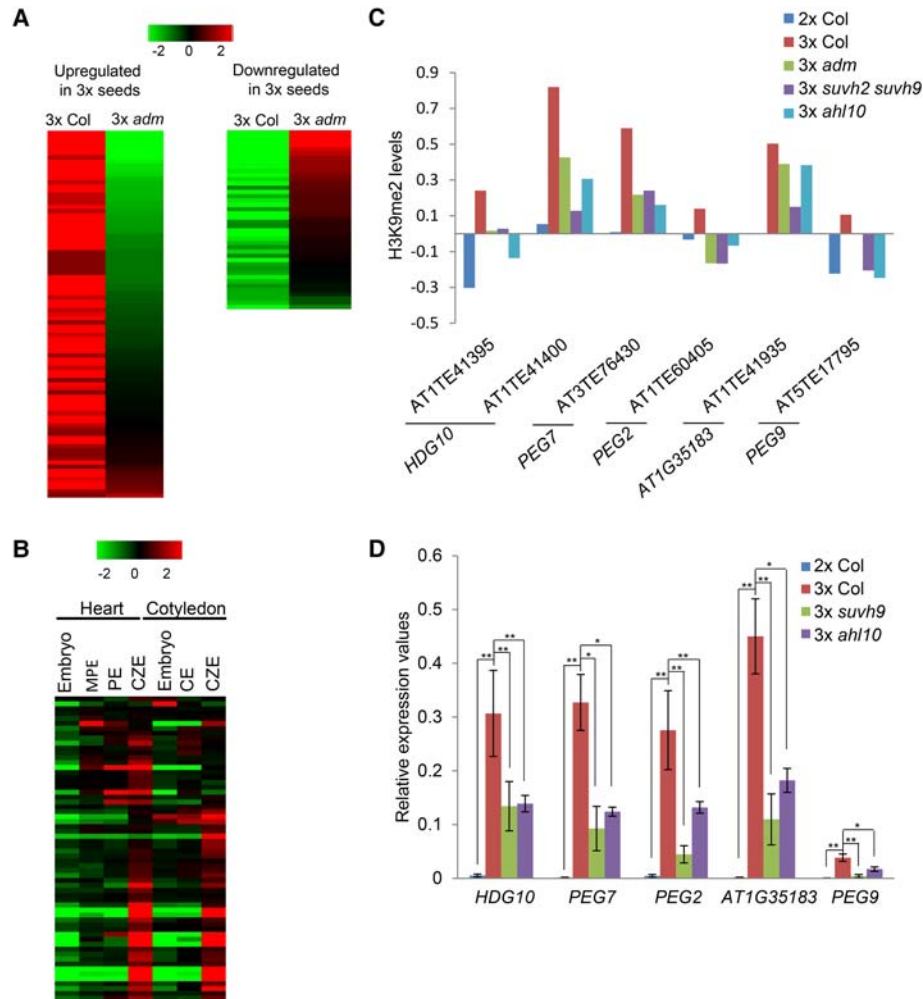 A
-2 0 2
Upregulated
in 3x seeds
3x Col 3x adm
Downregulated
in 3x seeds
3x Col 3x adm
B
-2 0 2
Heart Cotyledon
Embryo
MPE
PE
CZE
Embryo
CE
CZE
C
2x Col
3x Col
3x adm
3x suvh2 suvh9
3x ahl10
H3K9me2 levels
0.9
0.7
0.5
0.3
0.1
-0.1
-0.3
-0.5
AT1TE41395
AT1TE41400
AT3TE76430
AT1TE60405
AT1TE41935
AT5TE17795
HDG10
PEG7
PEG2
AT1G35183
PEG9
D
2x Col
3x Col
3x suvh9
3x ahl10
Relative expression values
0.6
0.5
0.4
0.3
0.2
0.1
0
** ** **
** * *
** ** **
** ** *
** ** *
HDG10 PEG7 PEG2 AT1G35183 PEG9